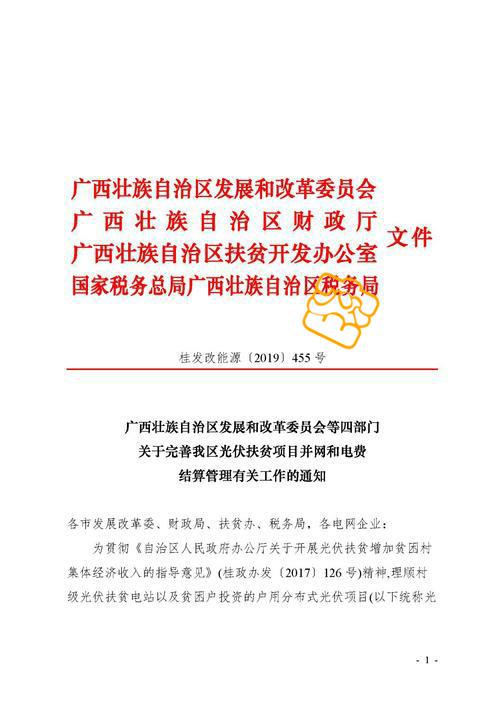 广西壮族自治区发展和改革委员会
广西壮族自治区财政厅
广西壮族自治区扶贫开发办公室
国家税务总局广西壮族自治区税务局
文件
桂发改能源〔2019〕455号
广西壮族自治区发展和改革委员会等四部门
关于完善我区光伏扶贫项目并网和电费
结算管理有关工作的通知
各市发展改革委、财政局、扶贫办、税务局，各电网企业：
为贯彻《自治区人民政府办公厅关于开展光伏扶贫增加贫困村
集体经济收入的指导意见》(桂政办发〔2017〕126号)精神,理顺村
级光伏扶贫电站以及贫困户投资的户用分布式光伏项目(以下统称光
- 1 -